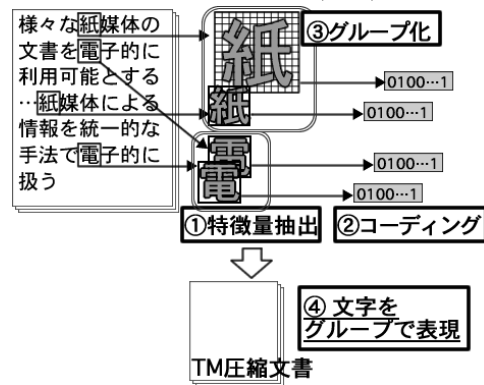 様々な紙媒体の
文書を電子的に
利用可能とする
…紙媒体による
情報を統一的な
手法で電子的に
扱う
紙
紙
電
電
③グループ化
0100…1
0100…1
0100…1
0100…1
①特徴量抽出
②コーディング
④ 文字を
グループで表現
TM圧縮文書